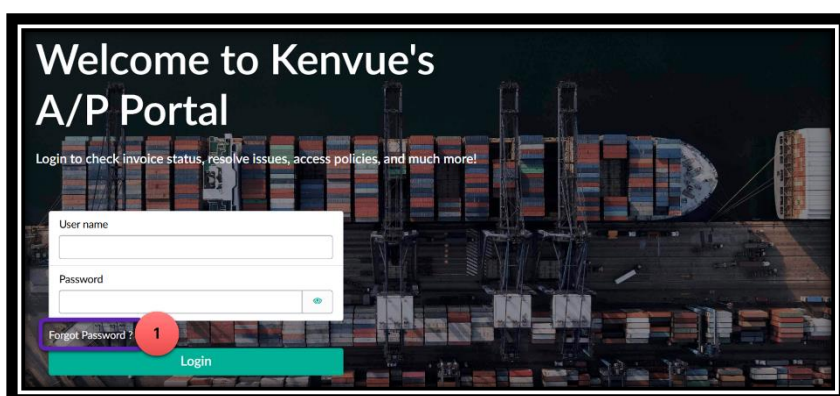 Welcome to Kenvue's
A/P Portal
Login to check invoice status, resolve issues, access policies, and much more!
User name
Password
Forgot Password ?
1
Login